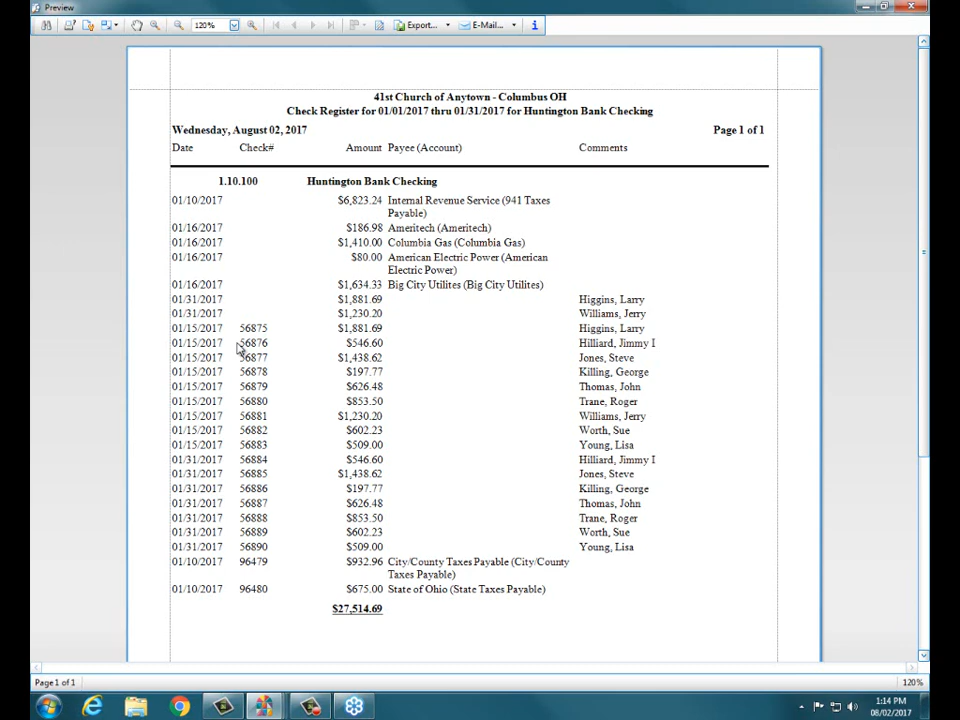 Preview
120%
Export...
E-Mail...
41st Church of Anytown - Columbus OH
Check Register for 01/01/2017 thru 01/31/2017 for Huntington Bank Checking
Wednesday, August 02, 2017 Page 1 of 1
Date Check# Amount Payee (Account) Comments
1.10.100 Huntington Bank Checking
01/10/2017 $6,823.24 Internal Revenue Service (941 Taxes
Payable)
01/16/2017 $186.98 Ameritech (Ameritech)
01/16/2017 $1,410.00 Columbia Gas (Columbia Gas)
01/16/2017 $80.00 American Electric Power (American
Electric Power)
01/16/2017 $1,634.33 Big City Utilites (Big City Utilites)
01/31/2017 $1,881.69 Higgins, Larry
01/31/2017 $1,230.20 Williams, Jerry
01/15/2017 56875 $1,881.69 Higgins, Larry
01/15/2017 56876 $546.60 Hilliard, Jimmy I
01/15/2017 56877 $1,438.62 Jones, Steve
01/15/2017 56878 $197.77 Killing, George
01/15/2017 56879 $626.48 Thomas, John
01/15/2017 56880 $853.50 Trane, Roger
01/15/2017 56881 $1,230.20 Williams, Jerry
01/15/2017 56882 $602.23 Worth, Sue
01/15/2017 56883 $509.00 Young, Lisa
01/31/2017 56884 $546.60 Hilliard, Jimmy I
01/31/2017 56885 $1,438.62 Jones, Steve
01/31/2017 56886 $197.77 Killing, George
01/31/2017 56887 $626.48 Thomas, John
01/31/2017 56888 $853.50 Trane, Roger
01/31/2017 56889 $602.23 Worth, Sue
01/31/2017 56890 $509.00 Young, Lisa
01/10/2017 96479 $932.96 City/County Taxes Payable (City/County
Taxes Payable)
01/10/2017 96480 $675.00 State of Ohio (State Taxes Payable)
$27,514.69
Page 1 of 1 120%
1:14 PM
08/02/2017